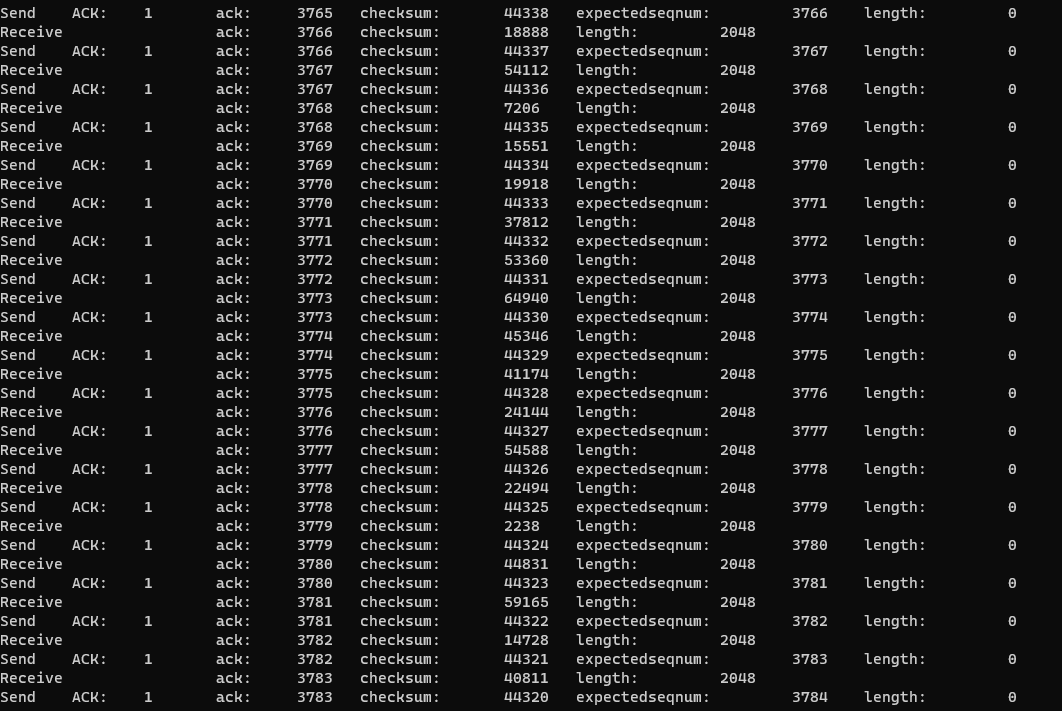 Send ACK: 1 ack: 3765 checksum: 44338 expectedseqnum: 3766 length: 0
Receive ack: 3766 checksum: 18888 length: 2048
Send ACK: 1 ack: 3766 checksum: 44337 expectedseqnum: 3767 length: 0
Receive ack: 3767 checksum: 54112 length: 2048
Send ACK: 1 ack: 3767 checksum: 44336 expectedseqnum: 3768 length: 0
Receive ack: 3768 checksum: 7206 length: 2048
Send ACK: 1 ack: 3768 checksum: 44335 expectedseqnum: 3769 length: 0
Receive ack: 3769 checksum: 15551 length: 2048
Send ACK: 1 ack: 3769 checksum: 44334 expectedseqnum: 3770 length: 0
Receive ack: 3770 checksum: 19918 length: 2048
Send ACK: 1 ack: 3770 checksum: 44333 expectedseqnum: 3771 length: 0
Receive ack: 3771 checksum: 37812 length: 2048
Send ACK: 1 ack: 3771 checksum: 44332 expectedseqnum: 3772 length: 0
Receive ack: 3772 checksum: 53360 length: 2048
Send ACK: 1 ack: 3772 checksum: 44331 expectedseqnum: 3773 length: 0
Receive ack: 3773 checksum: 64940 length: 2048
Send ACK: 1 ack: 3773 checksum: 44330 expectedseqnum: 3774 length: 0
Receive ack: 3774 checksum: 45346 length: 2048
Send ACK: 1 ack: 3774 checksum: 44329 expectedseqnum: 3775 length: 0
Receive ack: 3775 checksum: 41174 length: 2048
Send ACK: 1 ack: 3775 checksum: 44328 expectedseqnum: 3776 length: 0
Receive ack: 3776 checksum: 24144 length: 2048
Send ACK: 1 ack: 3776 checksum: 44327 expectedseqnum: 3777 length: 0
Receive ack: 3777 checksum: 54588 length: 2048
Send ACK: 1 ack: 3777 checksum: 44326 expectedseqnum: 3778 length: 0
Receive ack: 3778 checksum: 22494 length: 2048
Send ACK: 1 ack: 3778 checksum: 44325 expectedseqnum: 3779 length: 0
Receive ack: 3779 checksum: 2238 length: 2048
Send ACK: 1 ack: 3779 checksum: 44324 expectedseqnum: 3780 length: 0
Receive ack: 3780 checksum: 44831 length: 2048
Send ACK: 1 ack: 3780 checksum: 44323 expectedseqnum: 3781 length: 0
Receive ack: 3781 checksum: 59165 length: 2048
Send ACK: 1 ack: 3781 checksum: 44322 expectedseqnum: 3782 length: 0
Receive ack: 3782 checksum: 14728 length: 2048
Send ACK: 1 ack: 3782 checksum: 44321 expectedseqnum: 3783 length: 0
Receive ack: 3783 checksum: 40811 length: 2048
Send ACK: 1 ack: 3783 checksum: 44320 expectedseqnum: 3784 length: 0